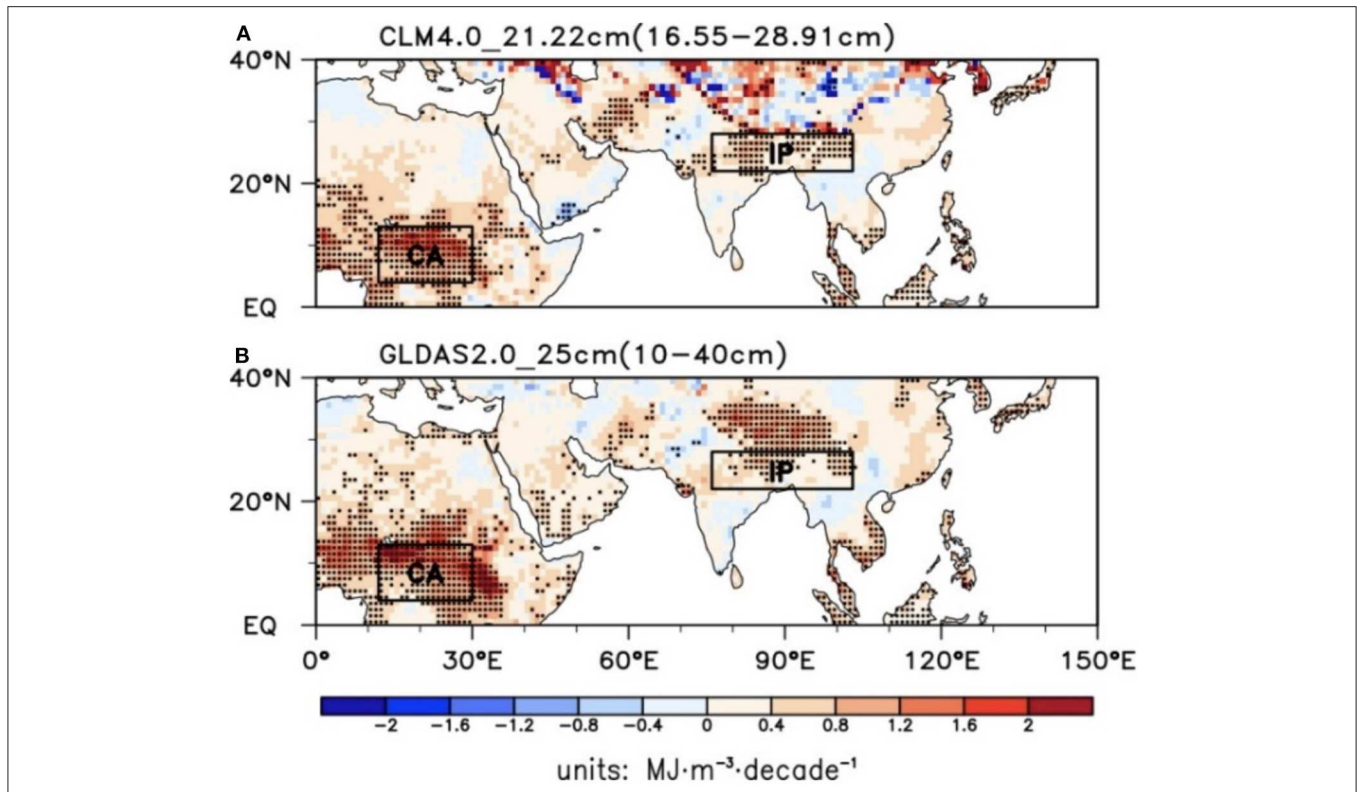 A
CLM4.0_21.22cm(16.55−28.91cm)
40°N
20°N
EQ
IP
CA
B
GLDAS2.0_25cm(10−40cm)
40°N
20°N
EQ
IP
CA
0° 30°E 60°E 90°E 120°E 150°E
−2 −1.6 −1.2 −0.8 −0.4 0 0.4 0.8 1.2 1.6 2
units: MJ·m⁻³·decade⁻¹